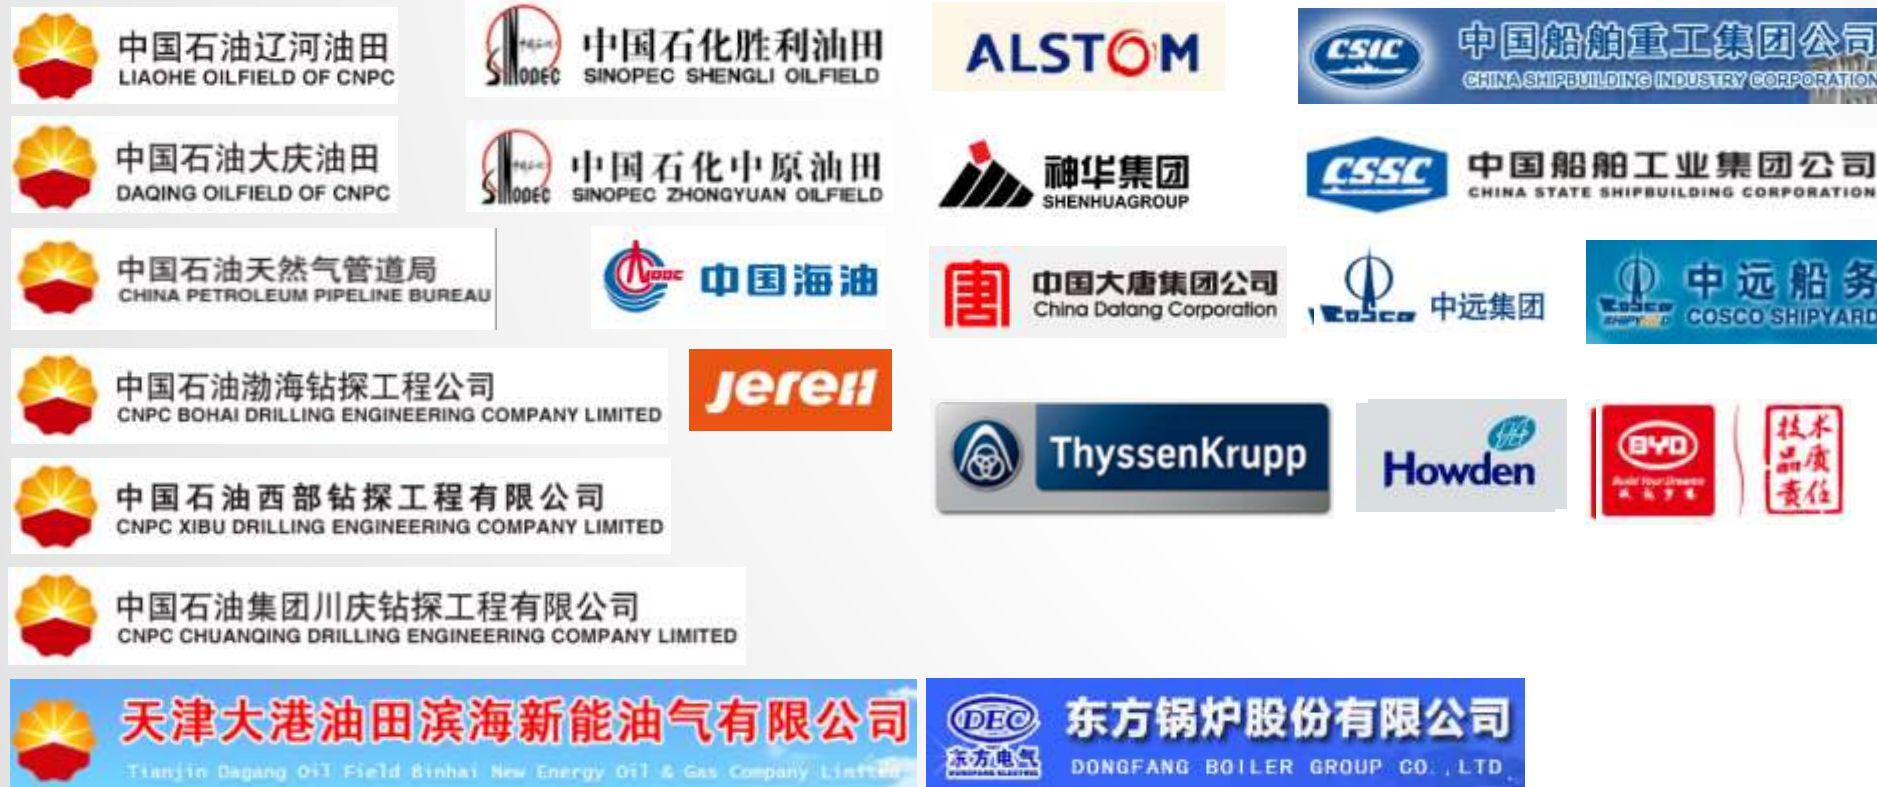 中国石油辽河油田
LIAOHE OILFIELD OF CNPC
中国石化胜利油田
SINOPEC SHENGLI OILFIELD
SINOPEC
ALSTOM
CSIC
中国船舶重工集团公司
CHINA SHIPBUILDING INDUSTRY CORPORATION
中国石油大庆油田
DAQING OILFIELD OF CNPC
SINOPEC
中国石化中原油田
SINOPEC ZHONGYUAN OILFIELD
神华集团
SHENHUAGROUP
CSSC
中国船舶工业集团公司
CHINA STATE SHIPBUILDING CORPORATION
中国石油天然气管道局
CHINA PETROLEUM PIPELINE BUREAU
中国海油
唐
中国大唐集团公司
China Datang Corporation
COSCO
中远集团
COSCO
SHIPYARD
中远船务
COSCO SHIPYARD
中国石油渤海钻探工程公司
CNPC BOHAI DRILLING ENGINEERING COMPANY LIMITED
Jereh
ThyssenKrupp
Howden
BYD
Build Your Dreams
技术
品质
责任
中国石油西部钻探工程有限公司
CNPC XIBU DRILLING ENGINEERING COMPANY LIMITED
中国石油集团川庆钻探工程有限公司
CNPC CHUANQING DRILLING ENGINEERING COMPANY LIMITED
天津大港油田滨海新能油气有限公司
Tianjin Dagang Oil Field Binhai New Energy Oil & Gas Company Limited
DEC
东方电气
DONGFANG ELECTRIC
东方锅炉股份有限公司
DONGFANG BOILER GROUP CO.,LTD.